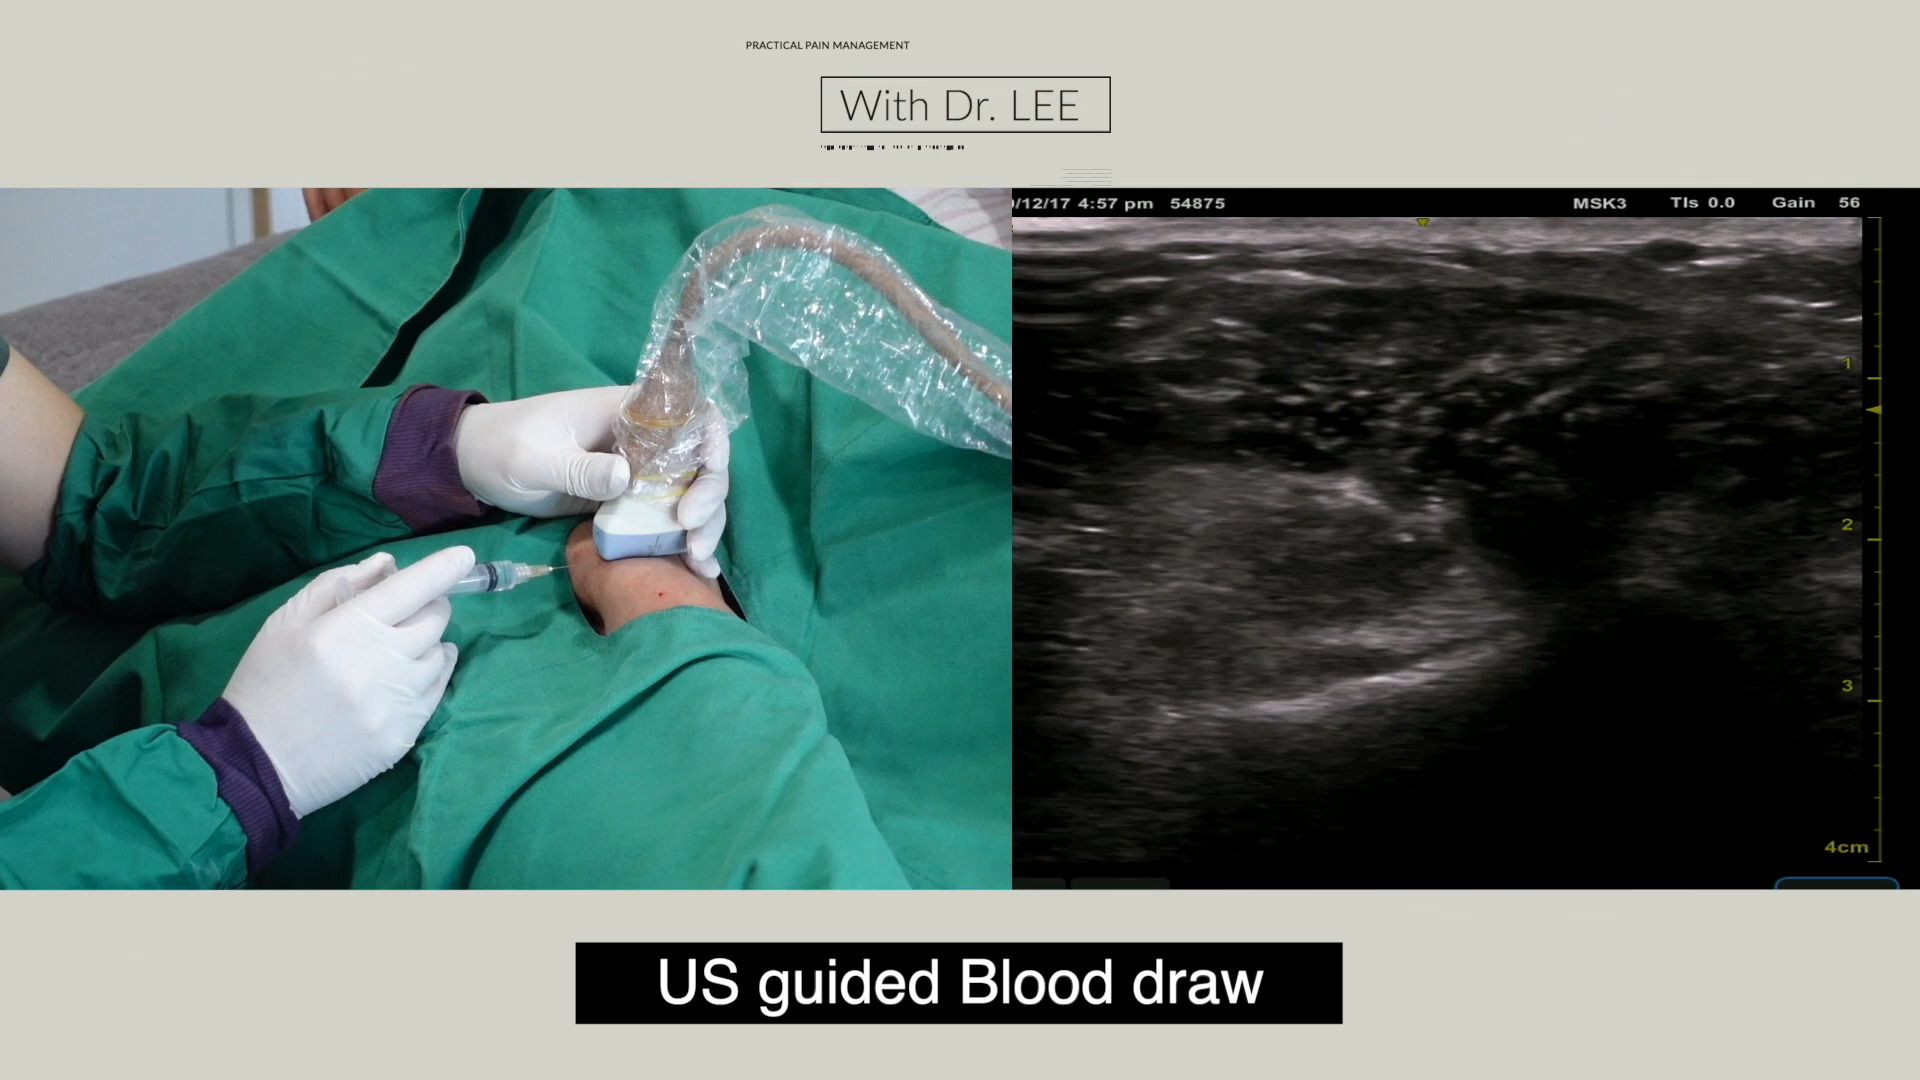 PRACTICAL PAIN MANAGEMENT
With Dr. LEE
/12/17 4:57 pm 54875 MSK3 TIs 0.0 Gain 56
1
2
3
4cm
US guided Blood draw